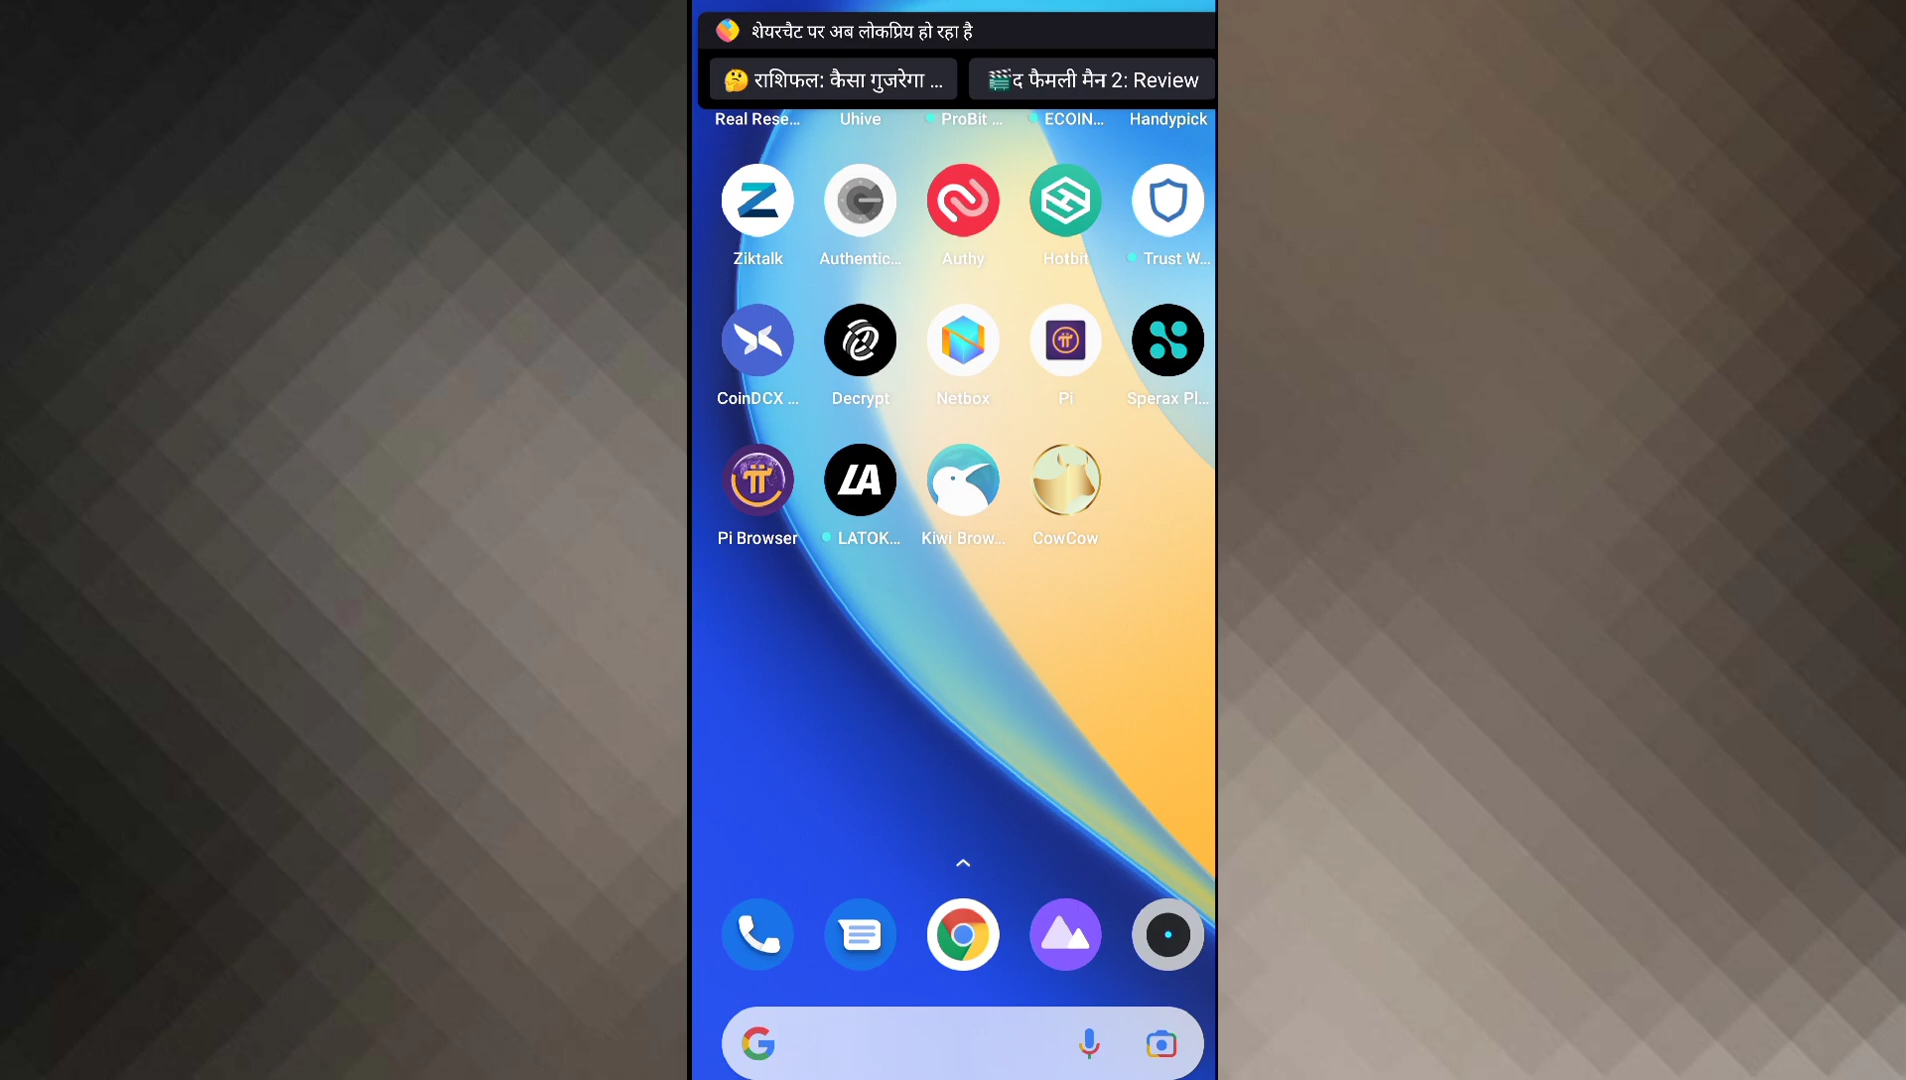 शेयरचैट पर अब लोकप्रिय हो रहा है
🤔 राशिफल: कैसा गुजरेगा ... 🎬द फैमली मैन 2: Review
Real Rese... Uhive ProBit ... ECOIN... Handypick
Ziktalk Authentic... Authy Hotbit Trust W...
CoinDCX ... Decrypt Netbox Pi Sperax Pl...
Pi Browser LATOK... Kiwi Brow... CowCow